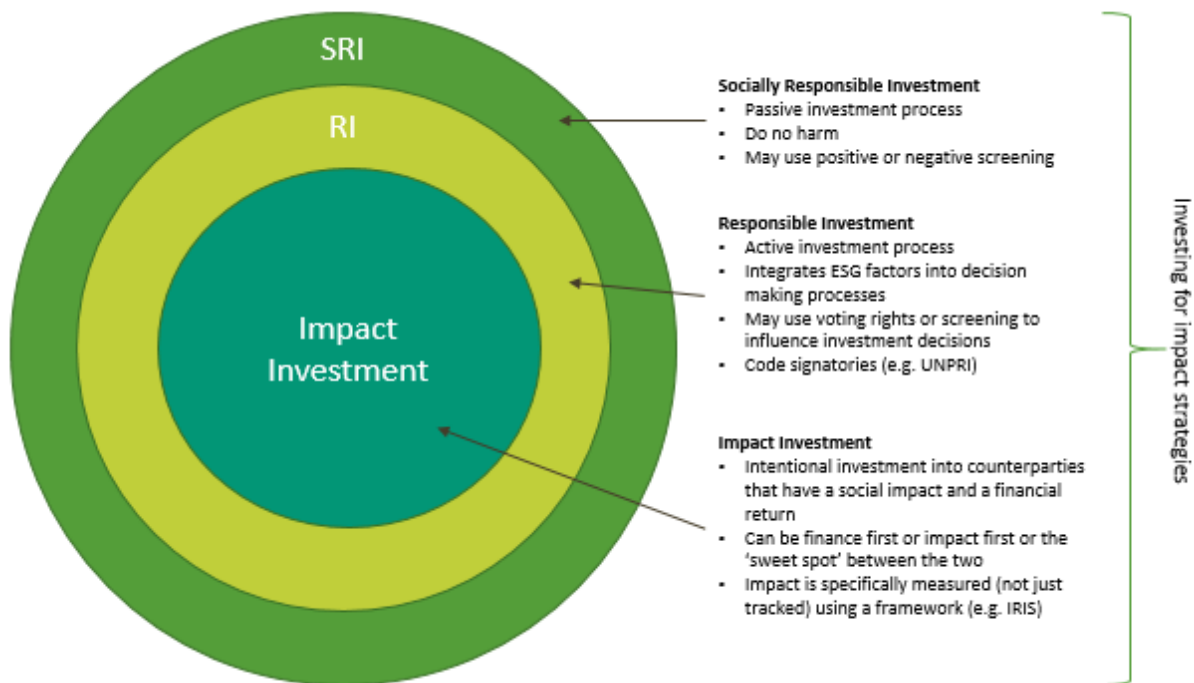 SRI
RI
Impact
Investment
Socially Responsible Investment
▪ Passive investment process
▪ Do no harm
▪ May use positive or negative screening
Responsible Investment
▪ Active investment process
▪ Integrates ESG factors into decision
making processes
▪ May use voting rights or screening to
influence investment decisions
▪ Code signatories (e.g. UNPRI)
Impact Investment
▪ Intentional investment into counterparties
that have a social impact and a financial
return
▪ Can be finance first or impact first or the
‘sweet spot’ between the two
▪ Impact is specifically measured (not just
tracked) using a framework (e.g. IRIS)
Investing for impact strategies